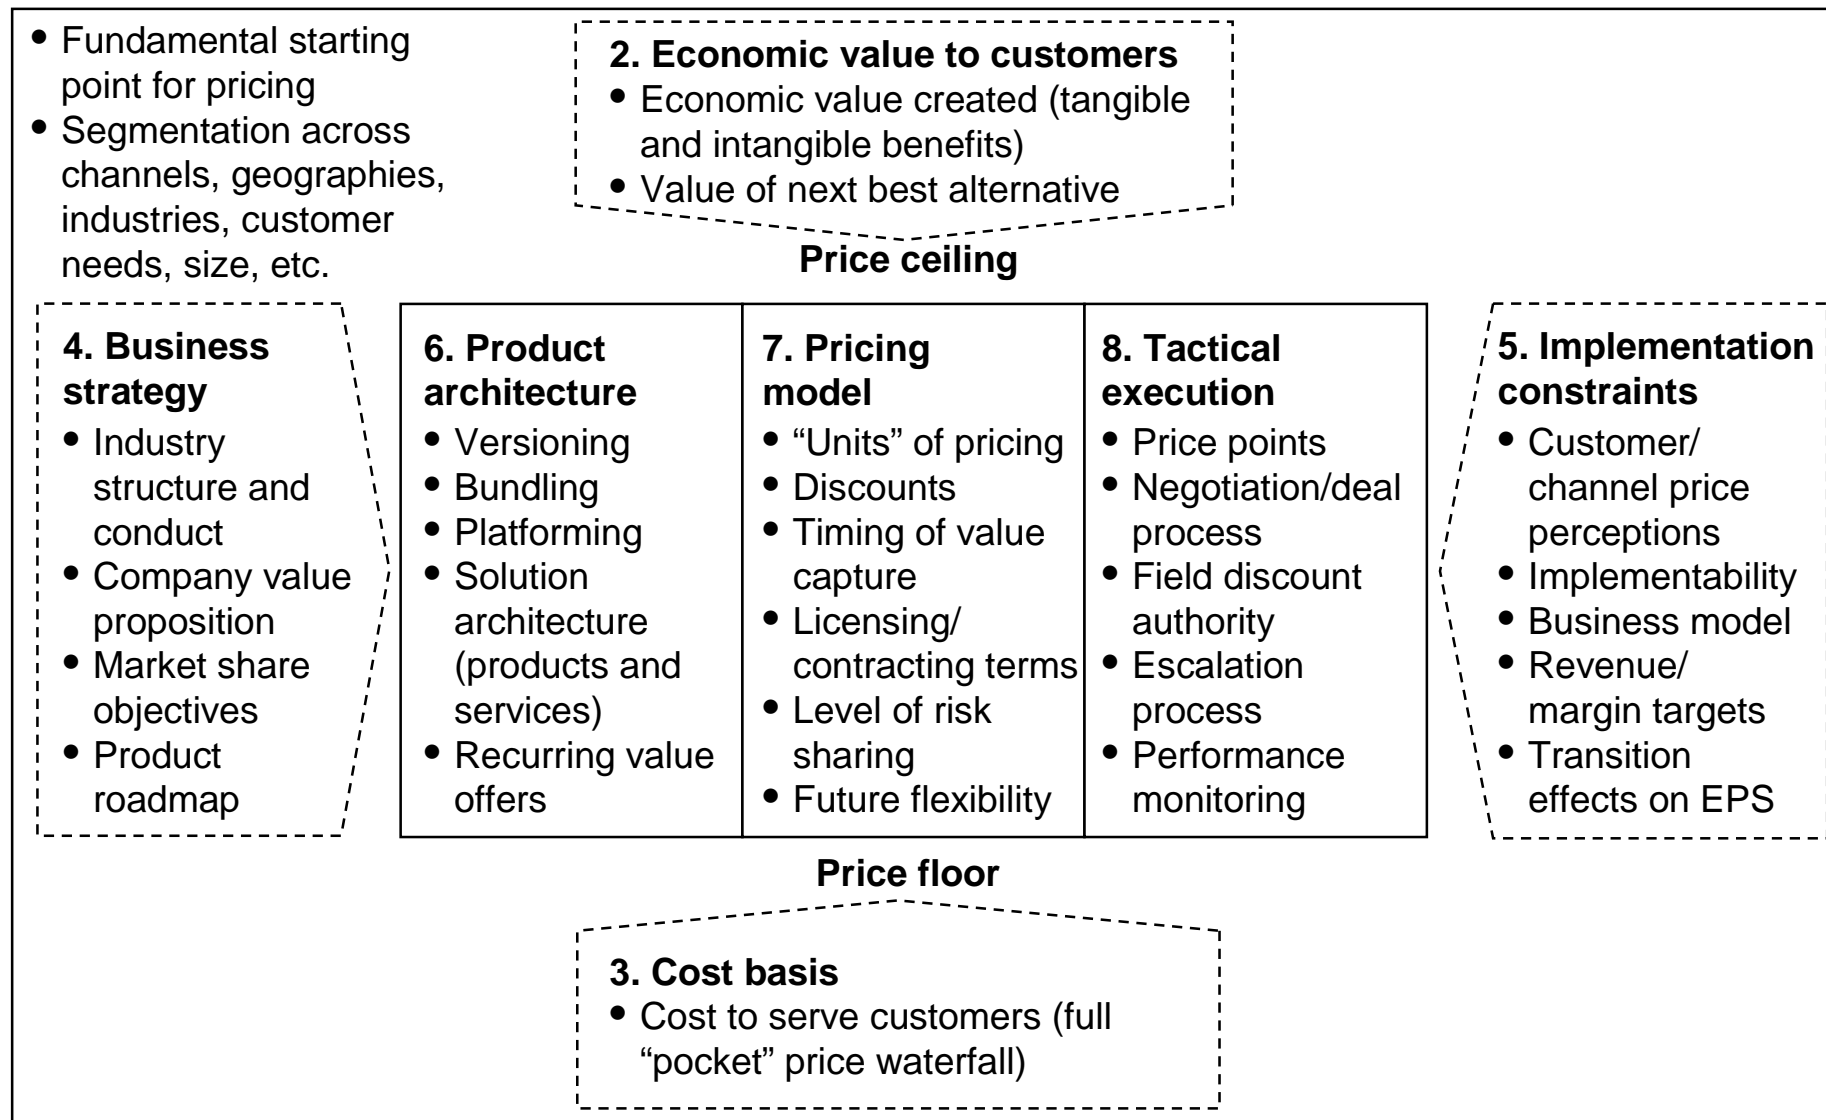 • Fundamental starting
point for pricing
• Segmentation across
channels, geographies,
industries, customer
needs, size, etc.
2. Economic value to customers
• Economic value created (tangible
and intangible benefits)
• Value of next best alternative
Price ceiling
4. Business
strategy
• Industry
structure and
conduct
• Company value
proposition
• Market share
objectives
• Product
roadmap
6. Product
architecture
• Versioning
• Bundling
• Platforming
• Solution
architecture
(products and
services)
• Recurring value
offers
7. Pricing
model
• “Units” of pricing
• Discounts
• Timing of value
capture
• Licensing/
contracting terms
• Level of risk
sharing
• Future flexibility
8. Tactical
execution
• Price points
• Negotiation/deal
process
• Field discount
authority
• Escalation
process
• Performance
monitoring
5. Implementation
constraints
• Customer/
channel price
perceptions
• Implementability
• Business model
• Revenue/
margin targets
• Transition
effects on EPS
Price floor
3. Cost basis
• Cost to serve customers (full
“pocket” price waterfall)